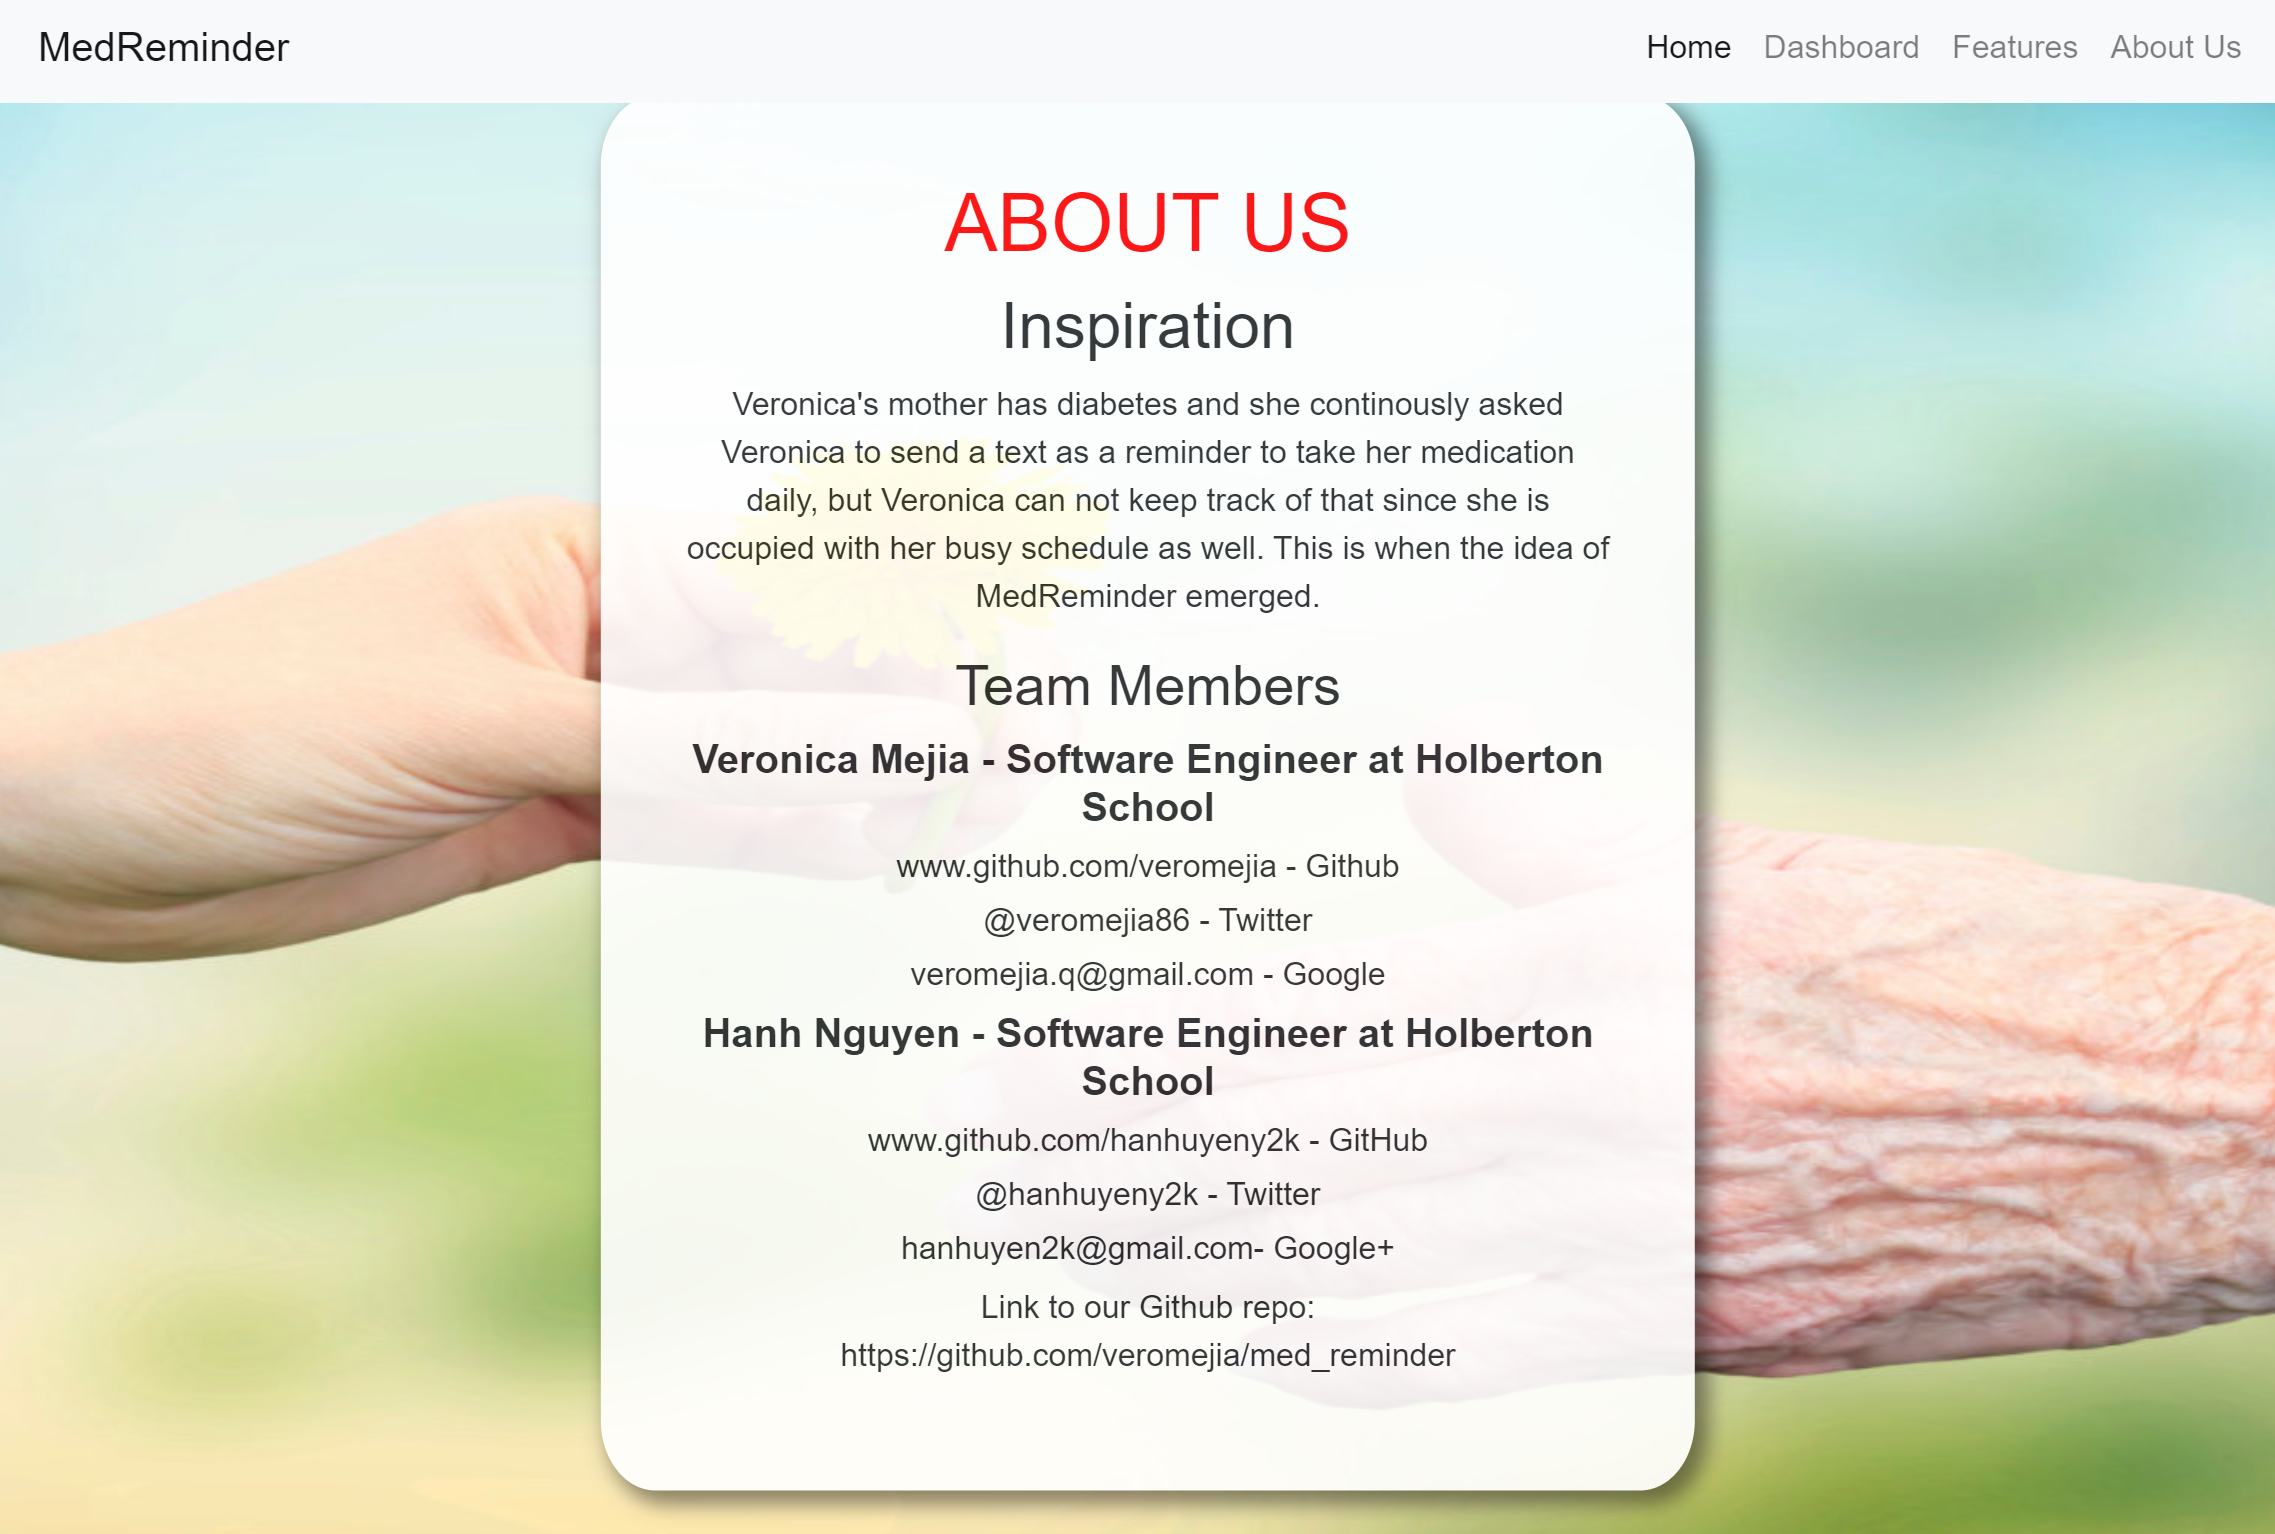 MedReminder
Home Dashboard Features About Us
ABOUT US
Inspiration
Veronica's mother has diabetes and she continously asked
Veronica to send a text as a reminder to take her medication
daily, but Veronica can not keep track of that since she is
occupied with her busy schedule as well. This is when the idea of
MedReminder emerged.
Team Members
Veronica Mejia - Software Engineer at Holberton
School
www.github.com/veromejia - Github
@veromejia86 - Twitter
veromejia.q@gmail.com - Google
Hanh Nguyen - Software Engineer at Holberton
School
www.github.com/hanhuyeny2k - GitHub
@hanhuyeny2k - Twitter
hanhuyen2k@gmail.com- Google+
Link to our Github repo:
https://github.com/veromejia/med_reminder